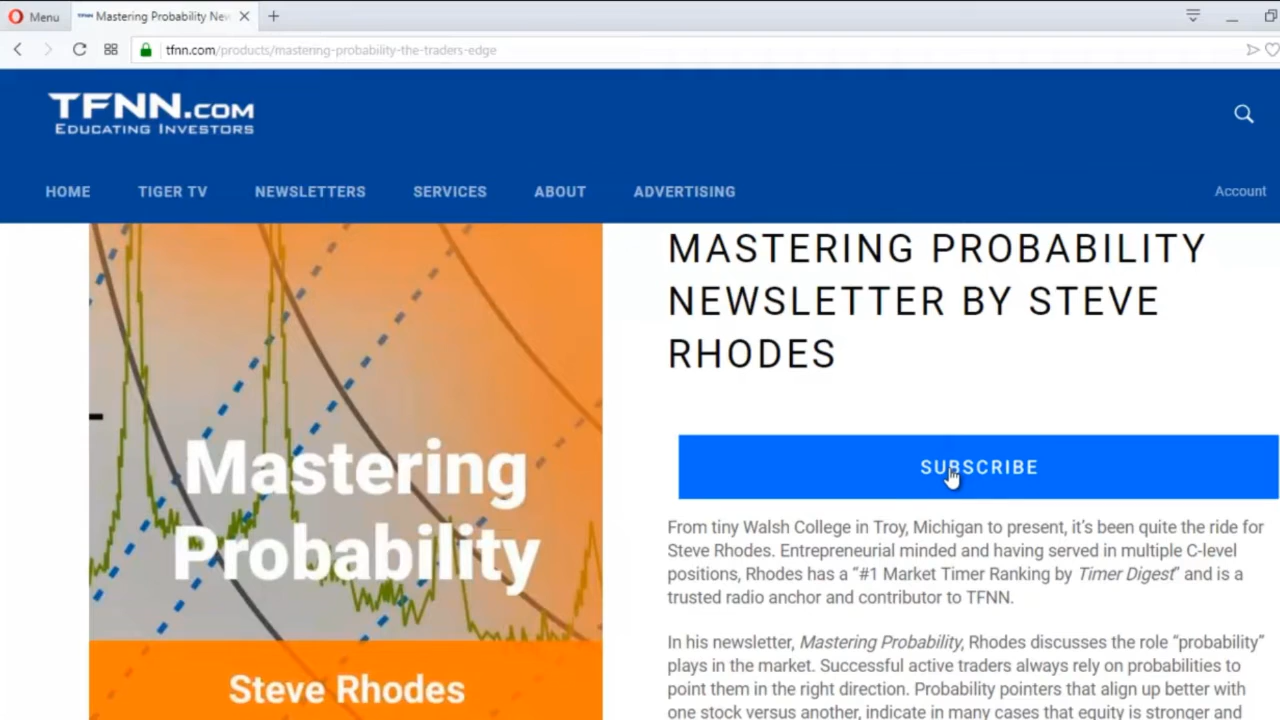 Menu
TFNN Mastering Probability Nev
tfnn.com/products/mastering-probability-the-traders-edge
TFNN.COM
EDUCATING INVESTORS
HOME TIGER TV NEWSLETTERS SERVICES ABOUT ADVERTISING Account
Mastering
Probability
Steve Rhodes
MASTERING PROBABILITY
NEWSLETTER BY STEVE
RHODES
SUBSCRIBE
From tiny Walsh College in Troy, Michigan to present, it’s been quite the ride for
Steve Rhodes. Entrepreneurial minded and having served in multiple C-level
positions, Rhodes has a “#1 Market Timer Ranking by Timer Digest” and is a
trusted radio anchor and contributor to TFNN.
In his newsletter, Mastering Probability, Rhodes discusses the role “probability”
plays in the market. Successful active traders always rely on probabilities to
point them in the right direction. Probability pointers that align up better with
one stock versus another, indicate in many cases that equity is stronger and